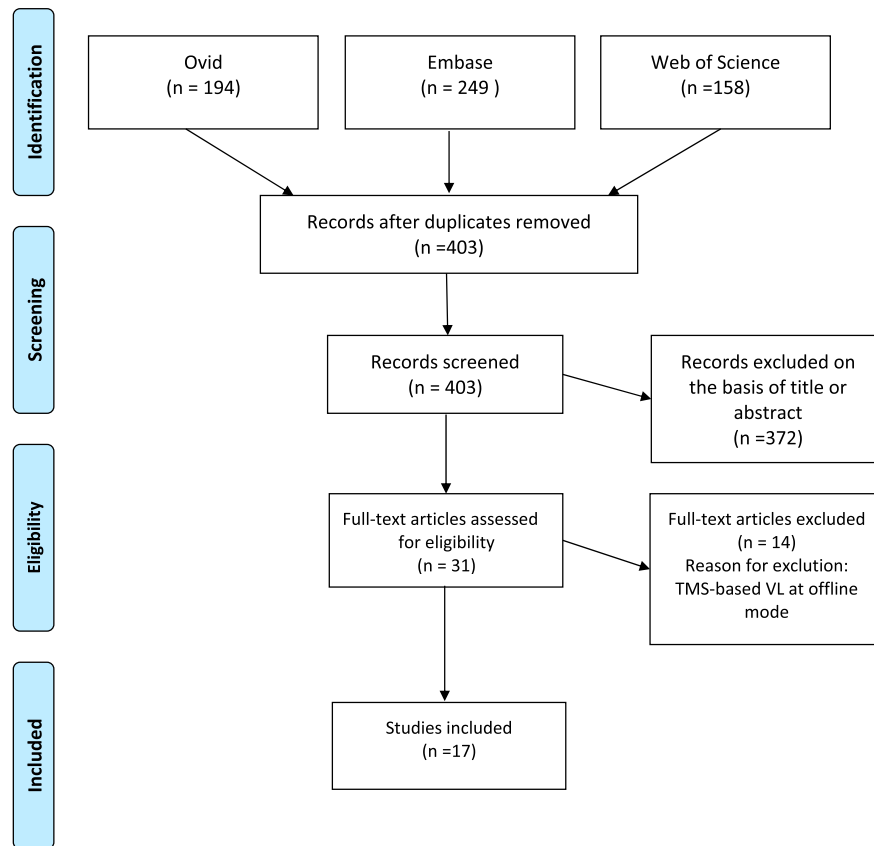 Identification
Ovid
(n = 194)
Embase
(n = 249 )
Web of Science
(n =158)
Records after duplicates removed
(n =403)
Screening
Records screened
(n = 403)
Records excluded on
the basis of title or
abstract
(n =372)
Eligibility
Full-text articles assessed
for eligibility
(n = 31)
Full-text articles excluded
(n = 14)
Reason for exclution:
TMS-based VL at offline
mode
Included
Studies included
(n =17)